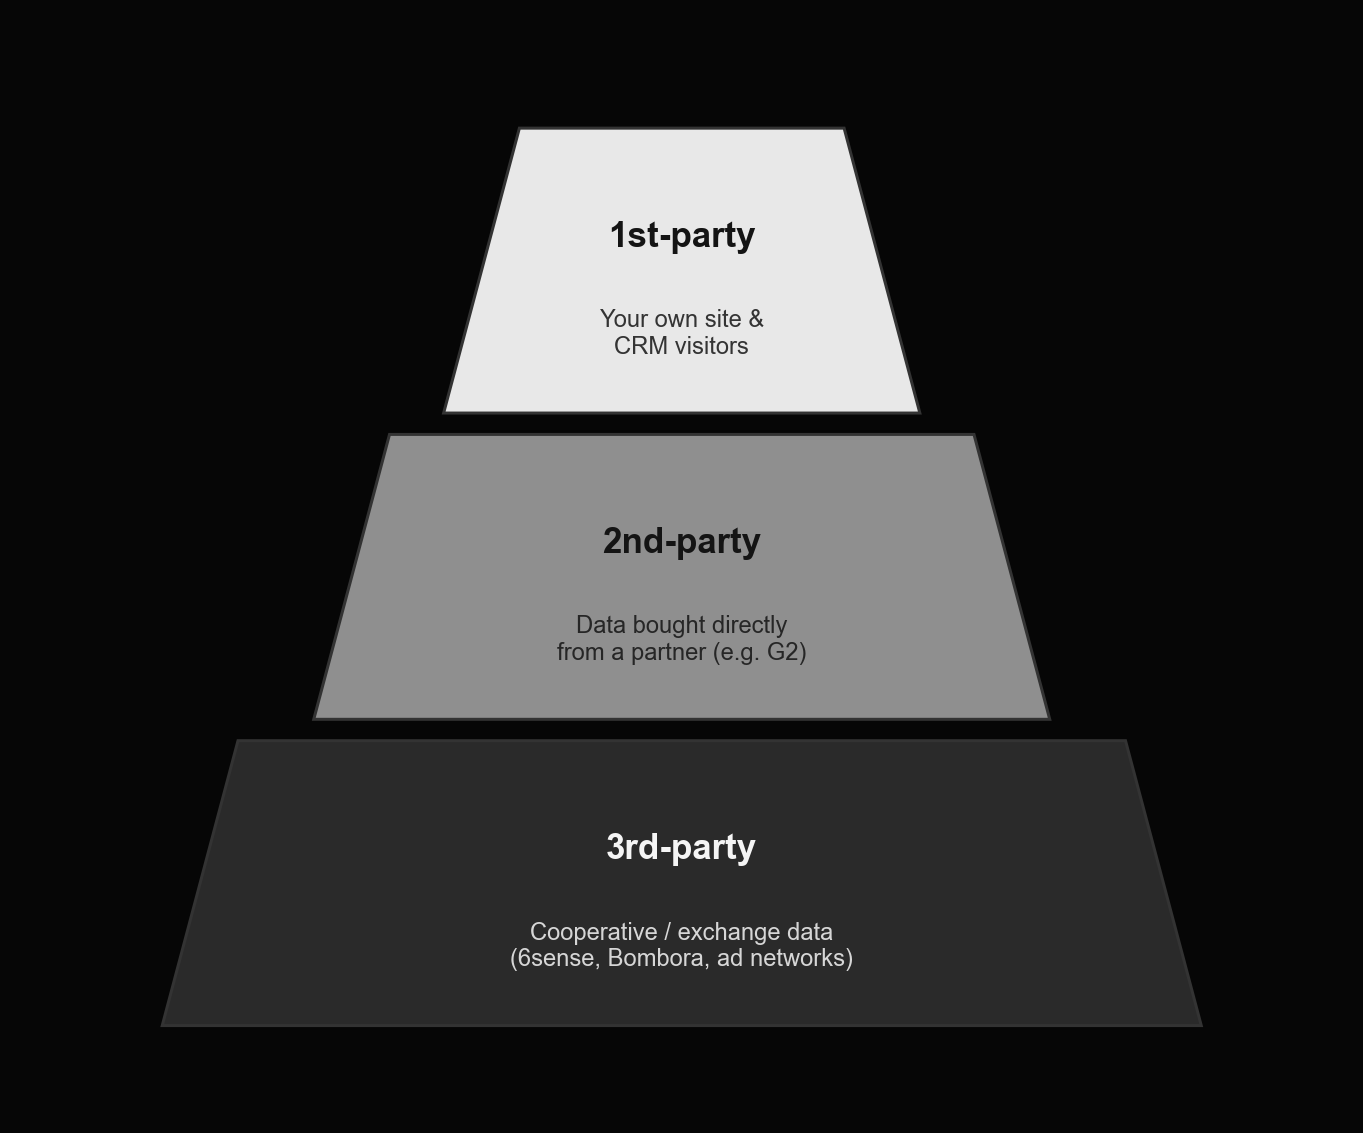 1st-party
Your own site &
CRM visitors
2nd-party
Data bought directly
from a partner (e.g. G2)
3rd-party
Cooperative / exchange data
(6sense, Bombora, ad networks)